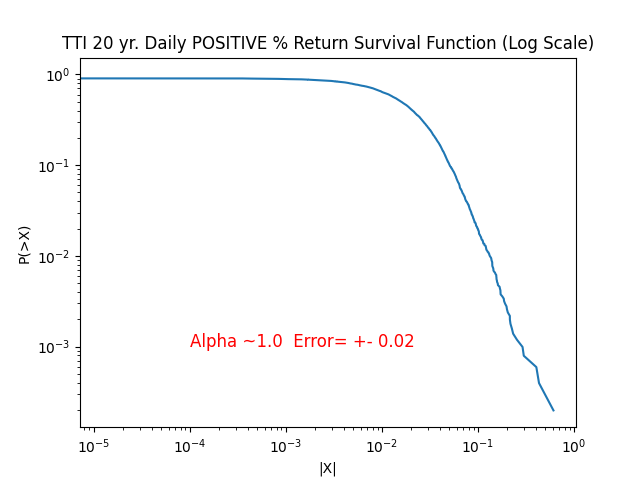 TTI 20 yr. Daily POSITIVE % Return Survival Function (Log Scale)
10⁰
10⁻¹
10⁻²
10⁻³
P(>X)
Alpha ~1.0  Error= +- 0.02
10⁻⁵ 10⁻⁴ 10⁻³ 10⁻² 10⁻¹ 10⁰
|X|